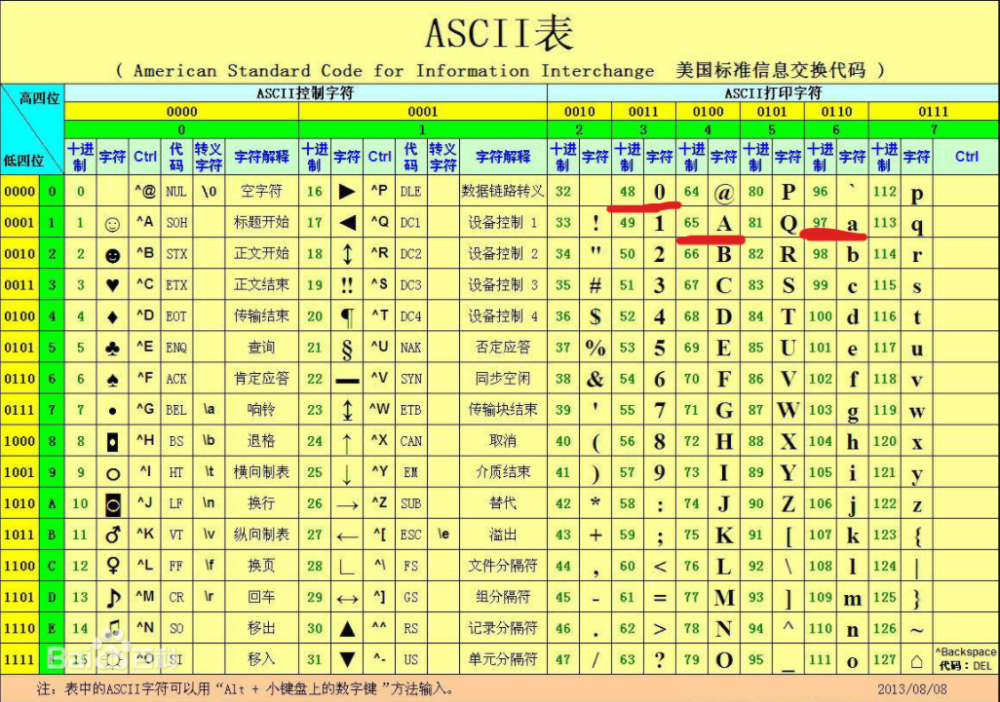 ASCII表
( American Standard Code for Information Interchange 美国标准信息交换代码 )
高四位 ASCII控制字符 ASCII打印字符
0000 0001 0010 0011 0100 0101 0110 0111
0 1 2 3 4 5 6 7
低四位 十进制 字符 Ctrl 代码 转义字符 字符解释 十进制 字符 Ctrl 代码 转义字符 字符解释 十进制 字符 十进制 字符 十进制 字符 十进制 字符 十进制 字符 十进制 字符 Ctrl
0000 0 0 ^@ NUL \0 空字符 16 ► ^P DLE 数据链路转义 32 48 0 64 @ 80 P 96 ` 112 p
0001 1 1 ☺ ^A SOH 标题开始 17 ◄ ^Q DC1 设备控制 1 33 ! 49 1 65 A 81 Q 97 a 113 q
0010 2 2 ☻ ^B STX 正文开始 18 ↕ ^R DC2 设备控制 2 34 " 50 2 66 B 82 R 98 b 114 r
0011 3 3 ♥ ^C ETX 正文结束 19 ‼ ^S DC3 设备控制 3 35 # 51 3 67 C 83 S 99 c 115 s
0100 4 4 ♦ ^D EOT 传输结束 20 ¶ ^T DC4 设备控制 4 36 $ 52 4 68 D 84 T 100 d 116 t
0101 5 5 ♣ ^E ENQ 查询 21 § ^U NAK 否定应答 37 % 53 5 69 E 85 U 101 e 117 u
0110 6 6 ♠ ^F ACK 肯定应答 22 ▬ ^V SYN 同步空闲 38 & 54 6 70 F 86 V 102 f 118 v
0111 7 7 • ^G BEL \a 响铃 23 ↨ ^W ETB 传输块结束 39 ' 55 7 71 G 87 W 103 g 119 w
1000 8 8 ◘ ^H BS \b 退格 24 ↑ ^X CAN 取消 40 ( 56 8 72 H 88 X 104 h 120 x
1001 9 9 ○ ^I HT \t 横向制表 25 ↓ ^Y EM 介质结束 41 ) 57 9 73 I 89 Y 105 i 121 y
1010 A 10 ◙ ^J LF \n 换行 26 → ^Z SUB 替代 42 * 58 : 74 J 90 Z 106 j 122 z
1011 B 11 ♂ ^K VT \v 纵向制表 27 ← ^[ ESC \e 溢出 43 + 59 ; 75 K 91 [ 107 k 123 {
1100 C 12 ♀ ^L FF \f 换页 28 ∟ ^\ FS 文件分隔符 44 , 60 < 76 L 92 \ 108 l 124 |
1101 D 13 ♪ ^M CR \r 回车 29 ↔ ^] GS 组分隔符 45 - 61 = 77 M 93 ] 109 m 125 }
1110 E 14 ♫ ^N SO 移出 30 ▲ ^^ RS 记录分隔符 46 . 62 > 78 N 94 ^ 110 n 126 ~
1111 15 ☼ ^O SI 移入 31 ▼ ^- US 单元分隔符 47 / 63 ? 79 O 95 _ 111 o 127 ⌂ ^Backspace 代码：DEL
Baidu百科
注：表中的ASCII字符可以用“Alt + 小键盘上的数字键”方法输入。 2013/08/08